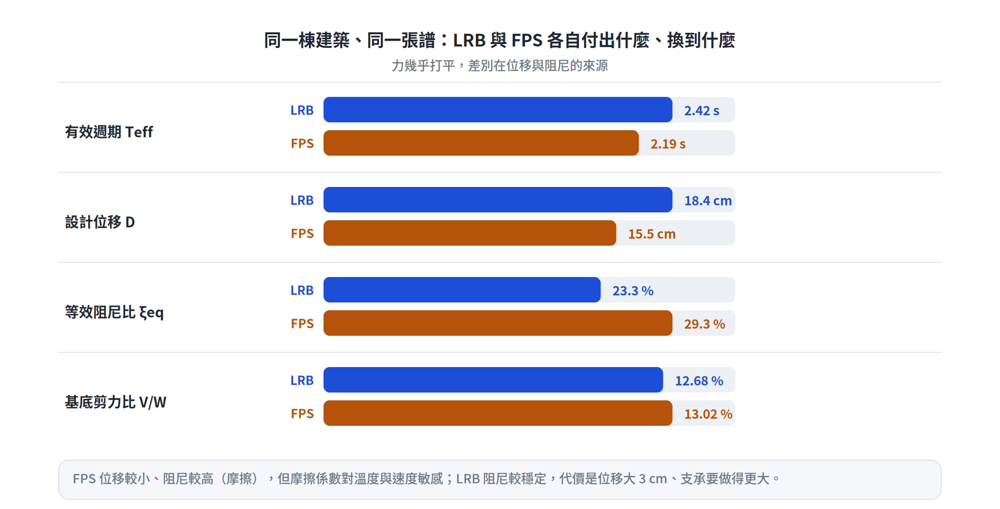 同一棟建築、同一張譜：LRB 與 FPS 各自付出什麼、換到什麼
力幾乎打平，差別在位移與阻尼的來源
有效週期 Teff
LRB
2.42 s
FPS
2.19 s
設計位移 D
LRB
18.4 cm
FPS
15.5 cm
等效阻尼比 ξeq
LRB
23.3 %
FPS
29.3 %
基底剪力比 V/W
LRB
12.68 %
FPS
13.02 %
FPS 位移較小、阻尼較高（摩擦），但摩擦係數對溫度與速度敏感；LRB 阻尼較穩定，代價是位移大 3 cm、支承要做得更大。